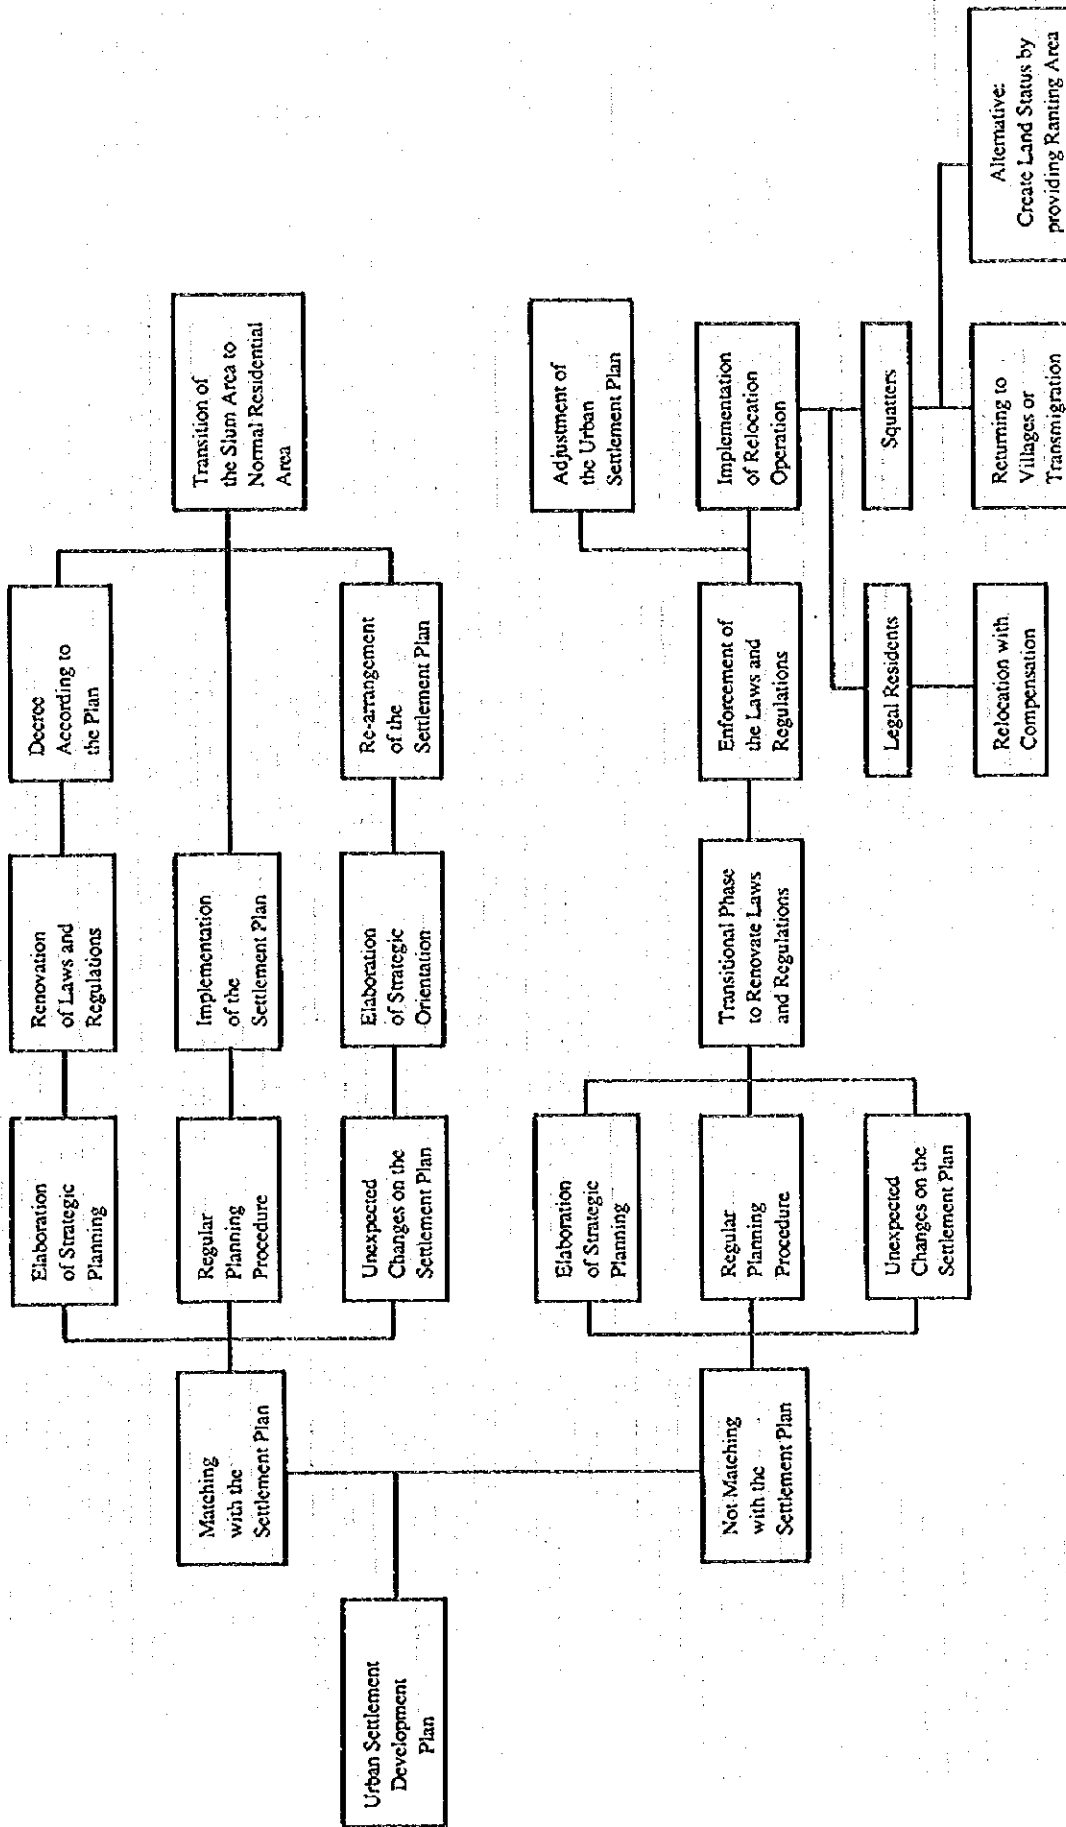 Urban Settlement
Development
Plan
Matching
with the
Settlement Plan
Elaboration
of Strategic
Planning
Renovation
of Laws and
Regulations
Decree
According to
the Plan
Regular
Planning
Procedure
Implementation
of the
Settlement Plan
Transition of
the Slum Area to
Normal Residential
Area
Unexpected
Changes on the
Settlement Plan
Elaboration
of Strategic
Orientation
Re-arrangement
of the
Settlement Plan
Not Matching
with the
Settlement Plan
Elaboration
of Strategic
Planning
Regular
Planning
Procedure
Unexpected
Changes on the
Settlement Plan
Transitional Phase
to Renovate Laws
and Regulations
Enforcement of
the Laws and
Regulations
Adjustment of
the Urban
Settlement Plan
Implementation
of Relocation
Operation
Legal Residents
Squatters
Relocation with
Compensation
Returning to
Villages or
Transmigration
Alternative:
Create Land Status by
providing Ranting Area